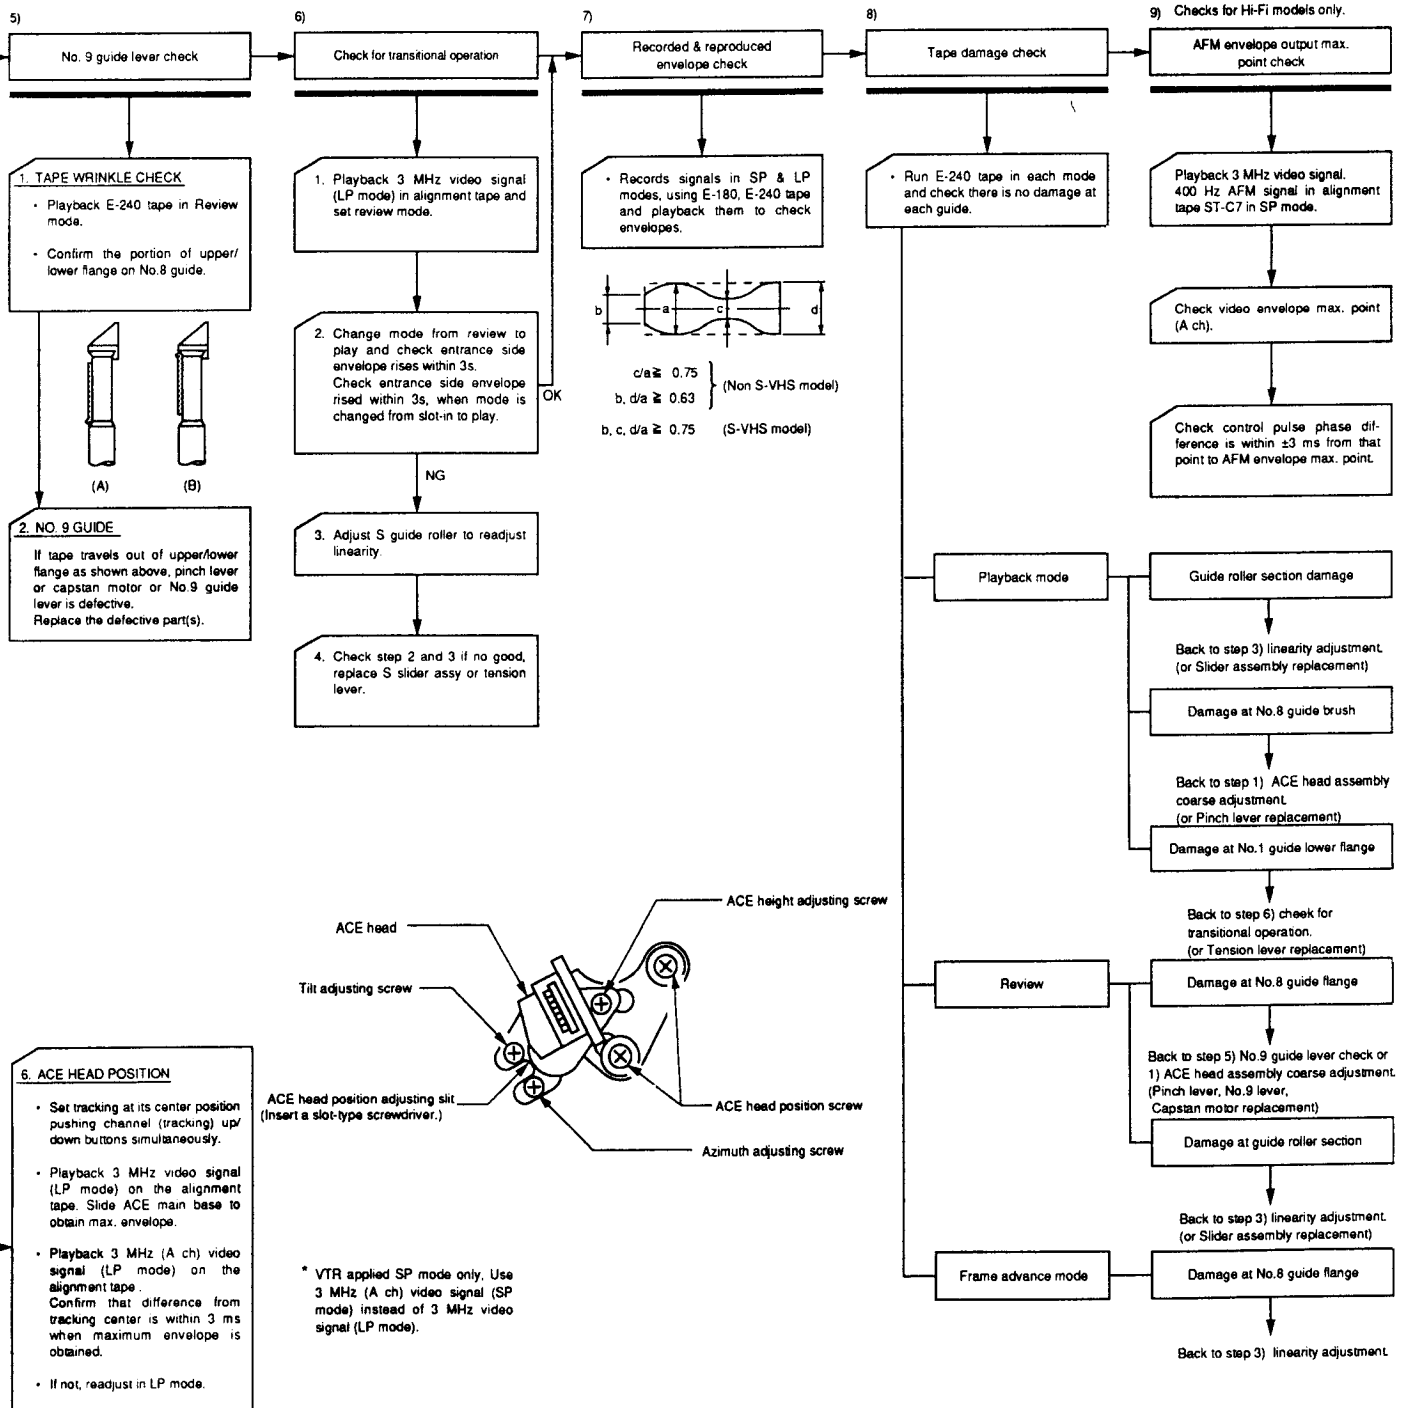 5)
No. 9 guide lever check
1. TAPE WRINKLE CHECK
• Playback E-240 tape in Review
mode.
• Confirm the portion of upper/
lower flange on No.8 guide.
(A)
(B)
2. NO. 9 GUIDE
If tape travels out of upper/lower
flange as shown above, pinch lever
or capstan motor or No.9 guide
lever is defective.
Replace the defective part(s).
6)
Check for transitional operation
1. Playback 3 MHz video signal
(LP mode) in alignment tape and
set review mode.
2. Change mode from review to
play and check entrance side
envelope rises within 3s.
Check entrance side envelope
rised within 3s, when mode is
changed from slot-in to play.
OK
NG
3. Adjust S guide roller to readjust
linearity.
4. Check step 2 and 3 if no good,
replace S slider assy or tension
lever.
7)
Recorded & reproduced
envelope check
• Records signals in SP & LP
modes, using E-180, E-240 tape
and playback them to check
envelopes.
b
a
c
d
c/a ≧ 0.75
b, d/a ≧ 0.63
(Non S-VHS model)
b, c, d/a ≧ 0.75 (S-VHS model)
8)
Tape damage check
• Run E-240 tape in each mode
and check there is no damage at
each guide.
9) Checks for Hi-Fi models only.
AFM envelope output max.
point check
Playback 3 MHz video signal.
400 Hz AFM signal in alignment
tape ST-C7 in SP mode.
Check video envelope max. point
(A ch).
Check control pulse phase dif-
ference is within ±3 ms from that
point to AFM envelope max. point.
Playback mode
Guide roller section damage
Back to step 3) linearity adjustment.
(or Slider assembly replacement)
Damage at No.8 guide brush
Back to step 1) ACE head assembly
coarse adjustment.
(or Pinch lever replacement)
Damage at No.1 guide lower flange
Back to step 6) cheek for
transitional operation.
(or Tension lever replacement)
Review
Damage at No.8 guide flange
Back to step 5) No.9 guide lever check or
1) ACE head assembly coarse adjustment.
(Pinch lever, No.9 lever,
Capstan motor replacement)
Damage at guide roller section
Back to step 3) linearity adjustment.
(or Slider assembly replacement)
Frame advance mode
Damage at No.8 guide flange
Back to step 3) linearity adjustment.
ACE height adjusting screw
ACE head
Tilt adjusting screw
ACE head position adjusting slit
(Insert a slot-type screwdriver.)
ACE head position screw
Azimuth adjusting screw
6. ACE HEAD POSITION
• Set tracking at its center position
pushing channel (tracking) up/
down buttons simultaneously.
• Playback 3 MHz video signal
(LP mode) on the alignment
tape. Slide ACE main base to
obtain max. envelope.
• Playback 3 MHz (A ch) video
signal (LP mode) on the
alignment tape.
Confirm that difference from
tracking center is within 3 ms
when maximum envelope is
obtained.
• If not, readjust in LP mode.
* VTR applied SP mode only, Use
3 MHz (A ch) video signal (SP
mode) instead of 3 MHz video
signal (LP mode).